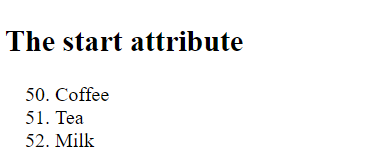 The start attribute
50. Coffee
51. Tea
52. Milk